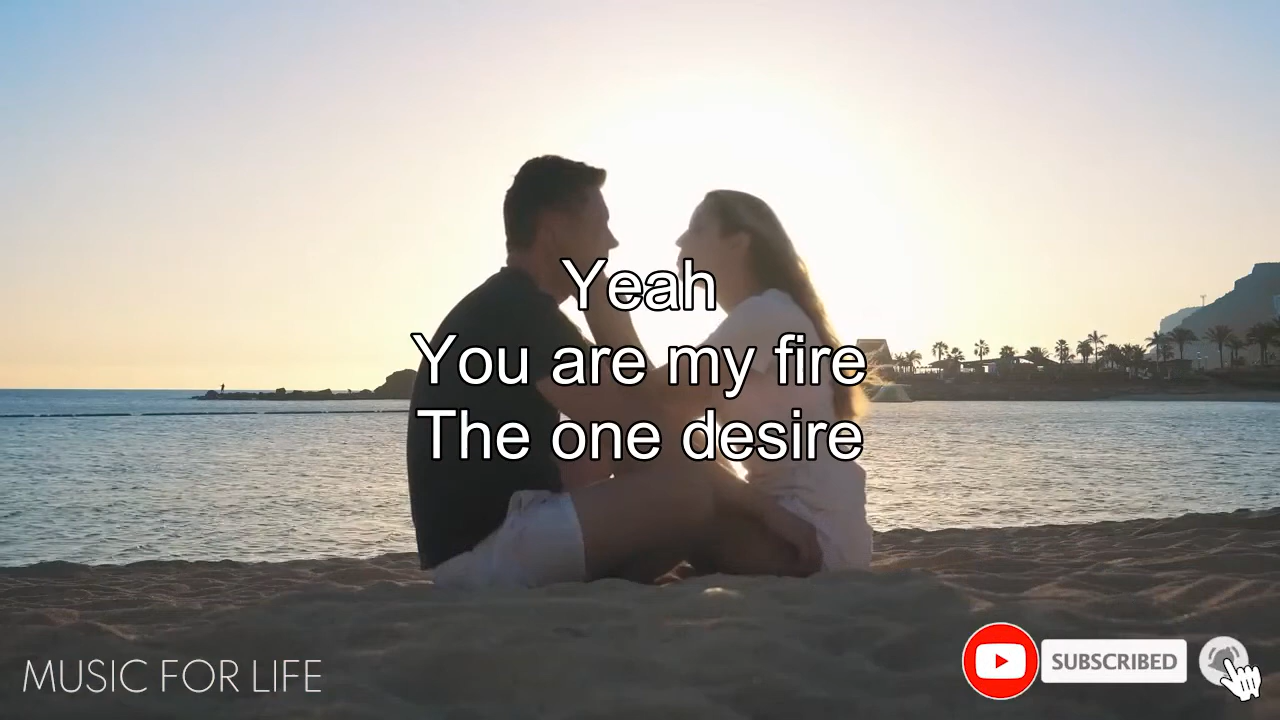 Yeah
You are my fire
The one desire
MUSIC FOR LIFE
SUBSCRIBED